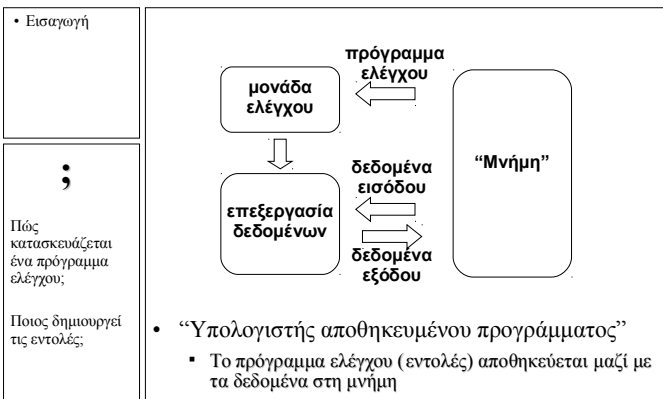 • Εισαγωγή
;
Πώς
κατασκευάζεται
ένα πρόγραμμα
ελέγχου;
Ποιος δημιουργεί
τις εντολές;
πρόγραμμα
ελέγχου
μονάδα
ελέγχου
“Μνήμη”
δεδομένα
εισόδου
επεξεργασία
δεδομένων
δεδομένα
εξόδου
• “Υπολογιστής αποθηκευμένου προγράμματος”
▪ Το πρόγραμμα ελέγχου (εντολές) αποθηκεύεται μαζί με
τα δεδομένα στη μνήμη